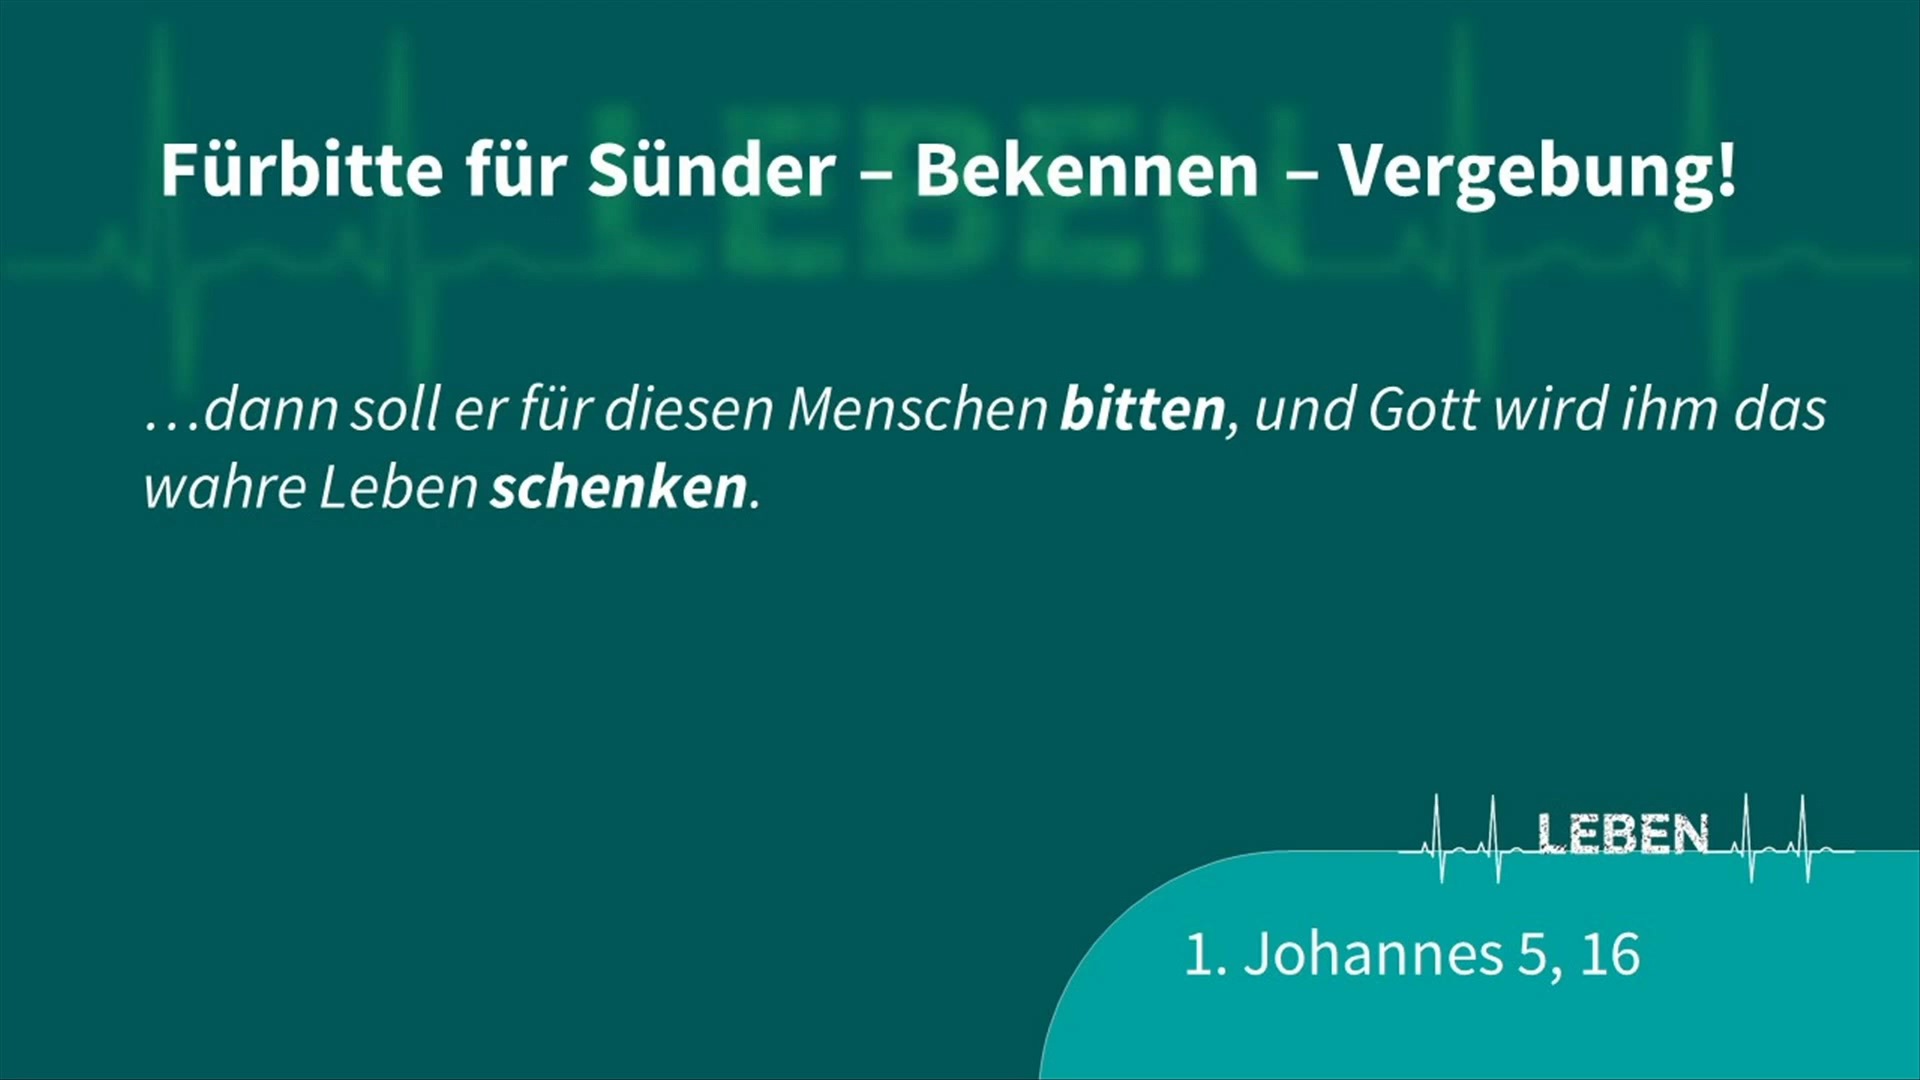 LEBEN
Fürbitte für Sünder – Bekennen – Vergebung!
…dann soll er für diesen Menschen bitten, und Gott wird ihm das
wahre Leben schenken.
LEBEN
1. Johannes 5, 16